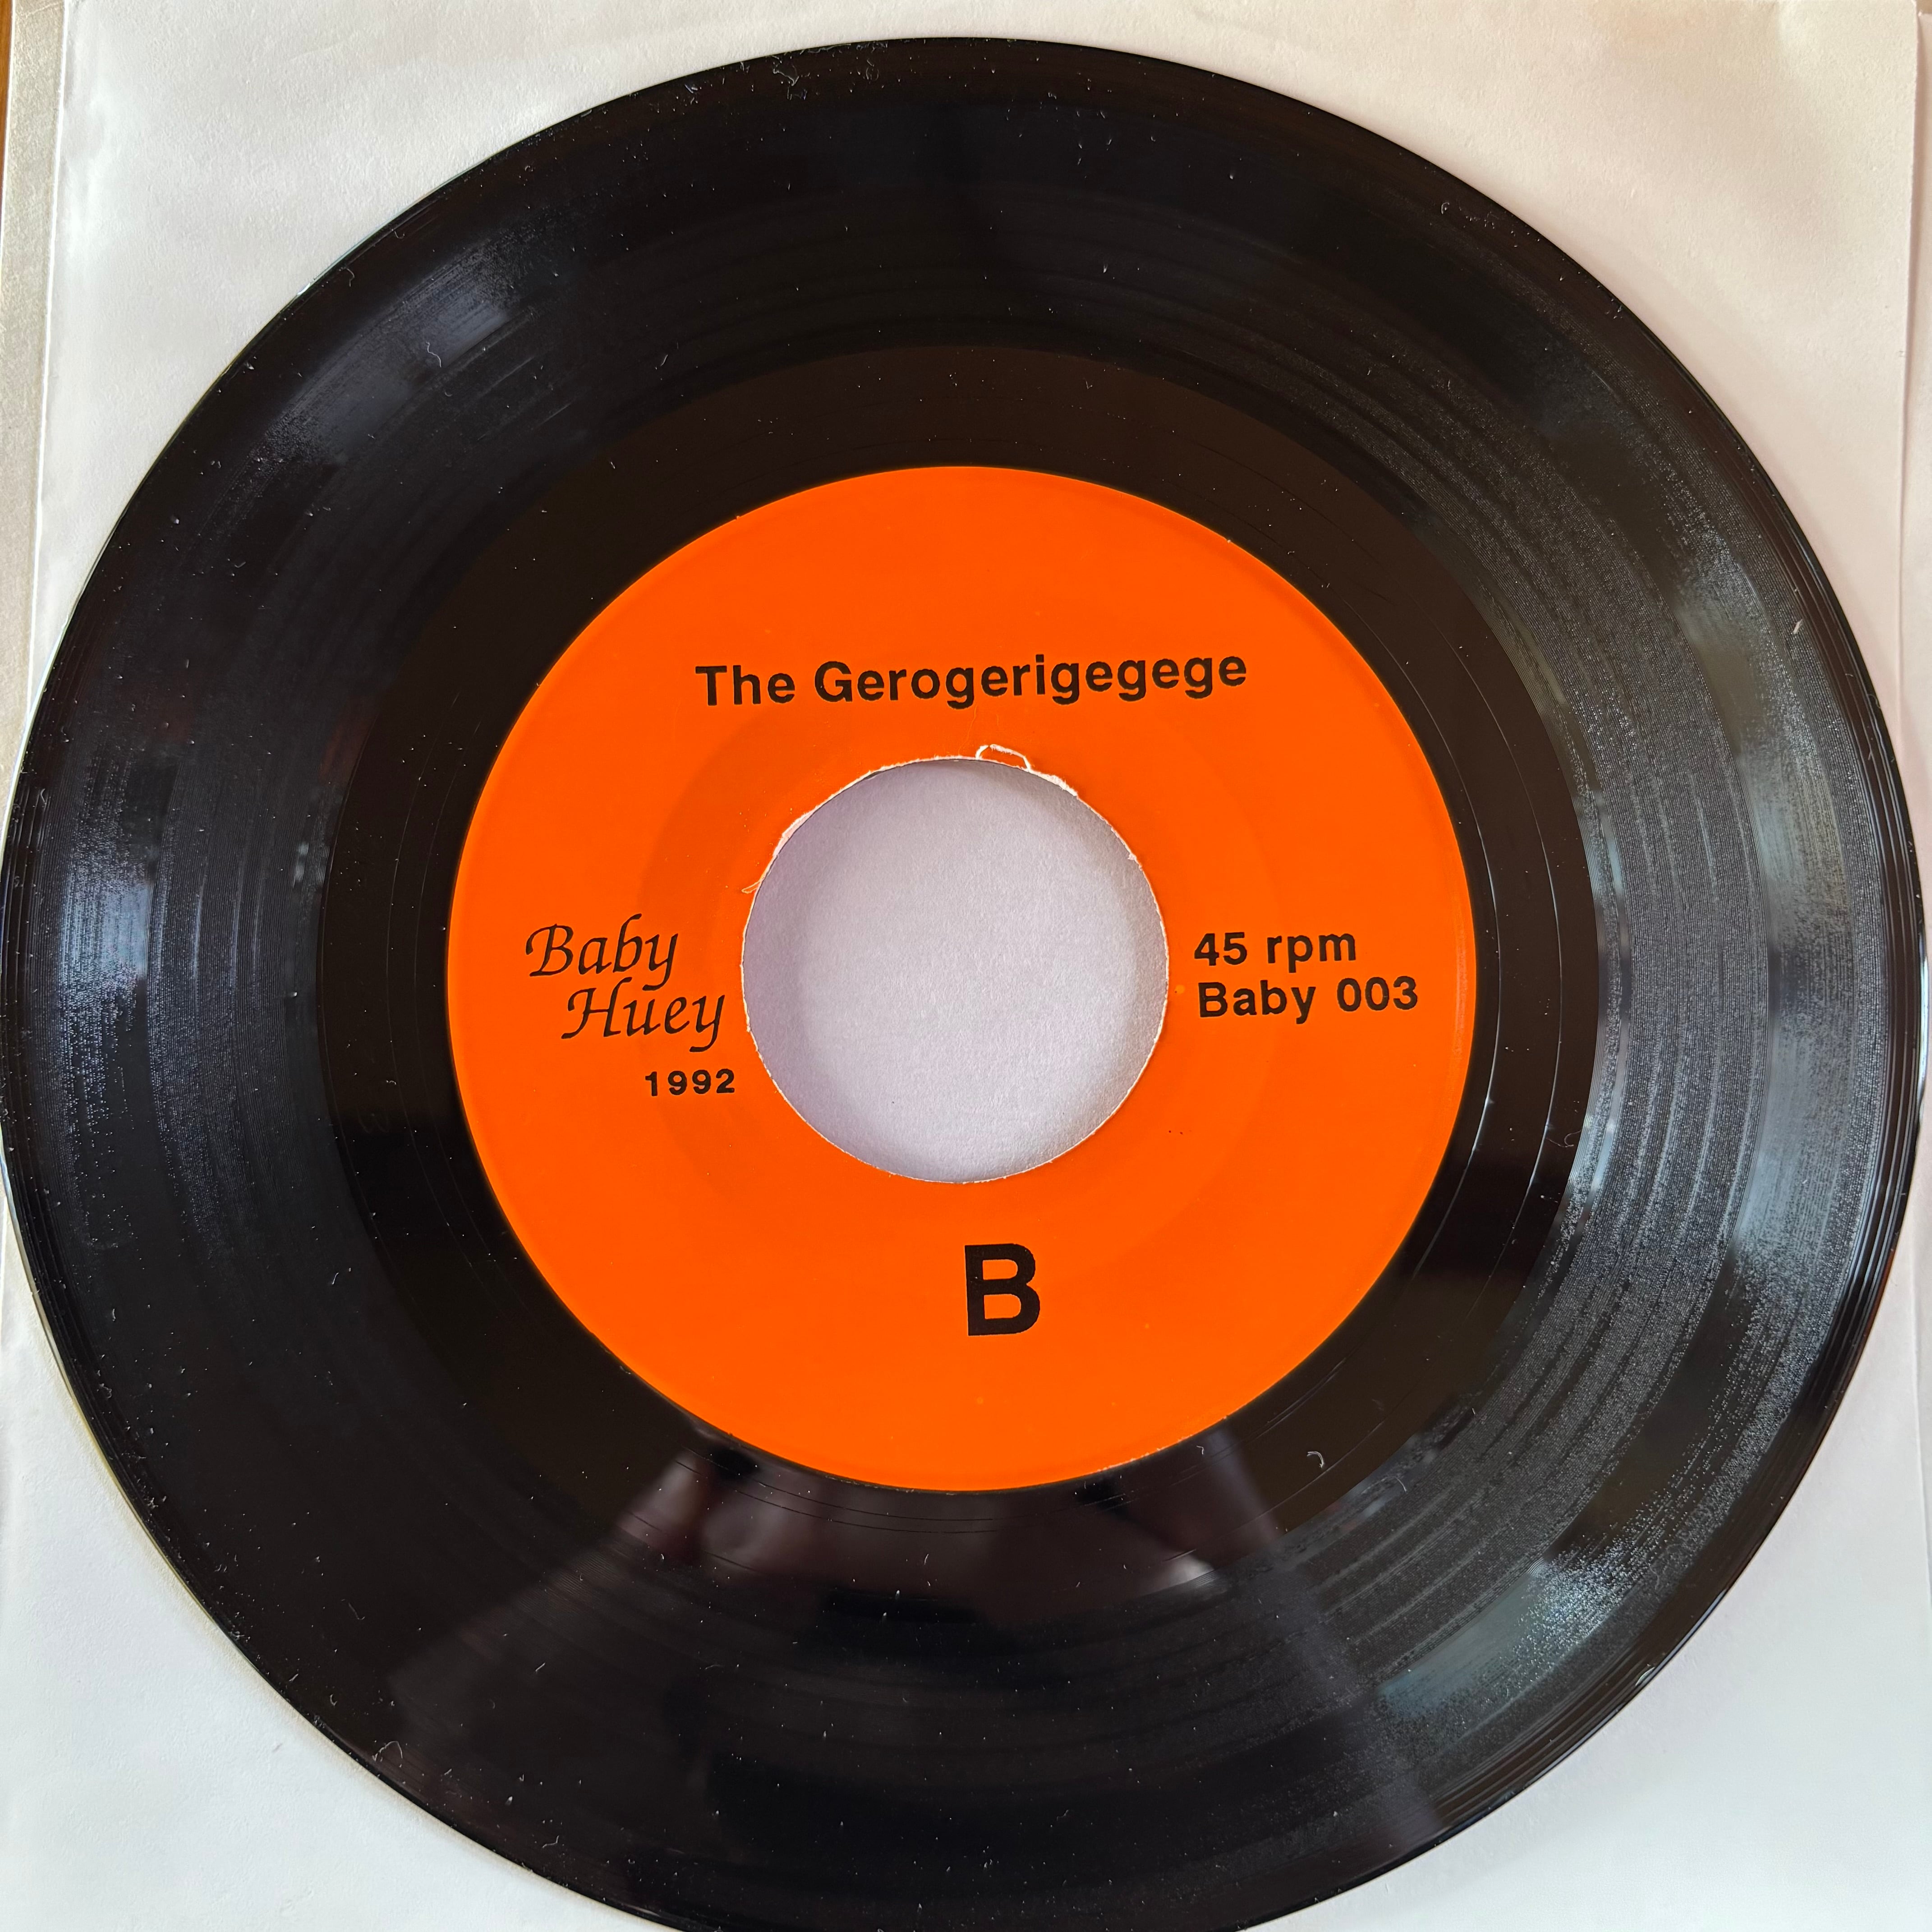 The Gerogerigegege
Baby
Huey
1992
45 rpm
Baby 003
B